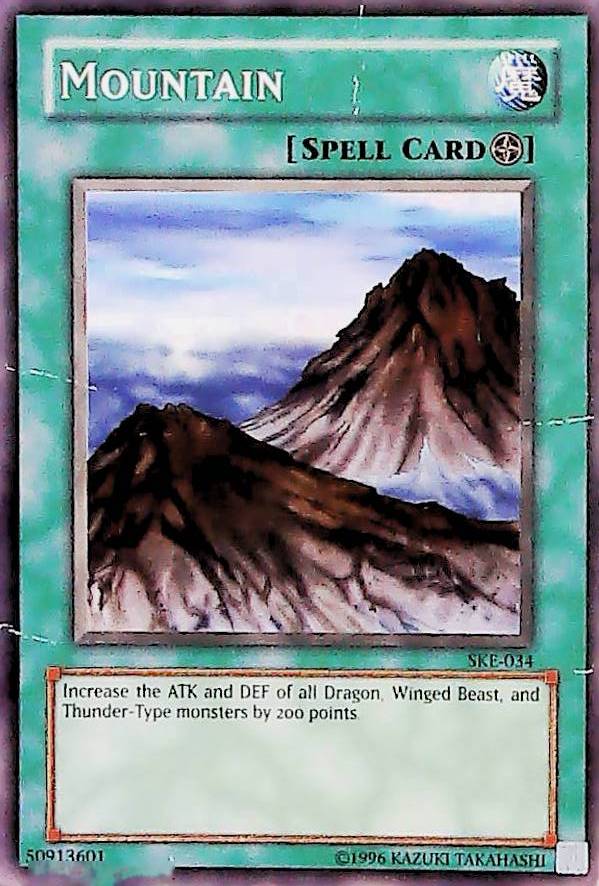 MOUNTAIN
魔
[SPELL CARD]
SKE-034
Increase the ATK and DEF of all Dragon, Winged Beast, and
Thunder-Type monsters by 200 points.
50913601
©1996 KAZUKI TAKAHASHI